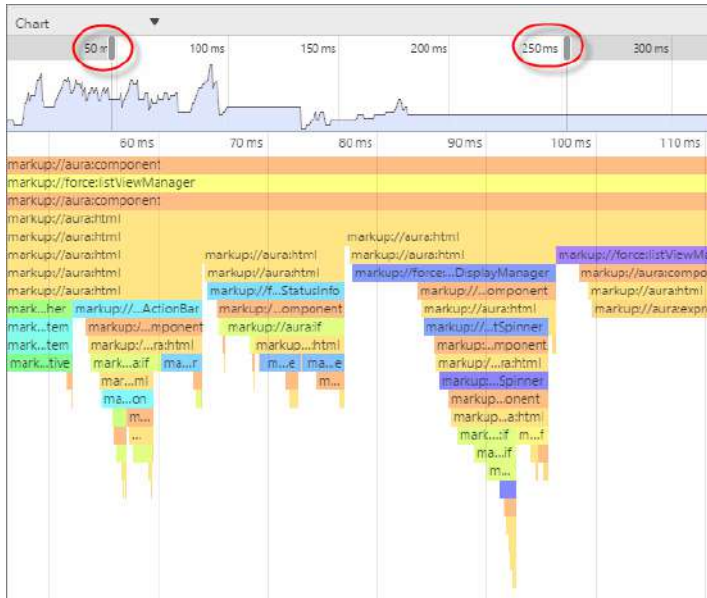 Chart
50 m 100 ms 150 ms 200 ms 250 ms 300 ms
60 ms 70 ms 80 ms 90 ms 100 ms 110 ms
markup://aura:component
markup://force:listViewManager
markup://aura:component
markup://aura:html
markup://aura:html markup://aura:html
markup://aura:html markup://aura:html markup://aura:html markup://force:listViewM
markup://aura:html markup://aura:html markup://force:...DisplayManager markup://aura:compo
markup://aura:html markup://f...StatusInfo markup://...omponent markup://aura:html
mark...her markup://...ActionBar markup:/...omponent markup://aura:html markup://aura:expr
mark...tem markup:/...mponent markup://aura:if markup://...tSpinner
mark...tem markup:/...ra:html markup...:html markup:...mponent
mark...tive mark...a:if ma...r m...e ma...e markup:/...ra:html
mar...ml m... markup:...Spinner
ma...on markup...onent
m... markup...a:html
... mark...:if m...f
ma...if
m...